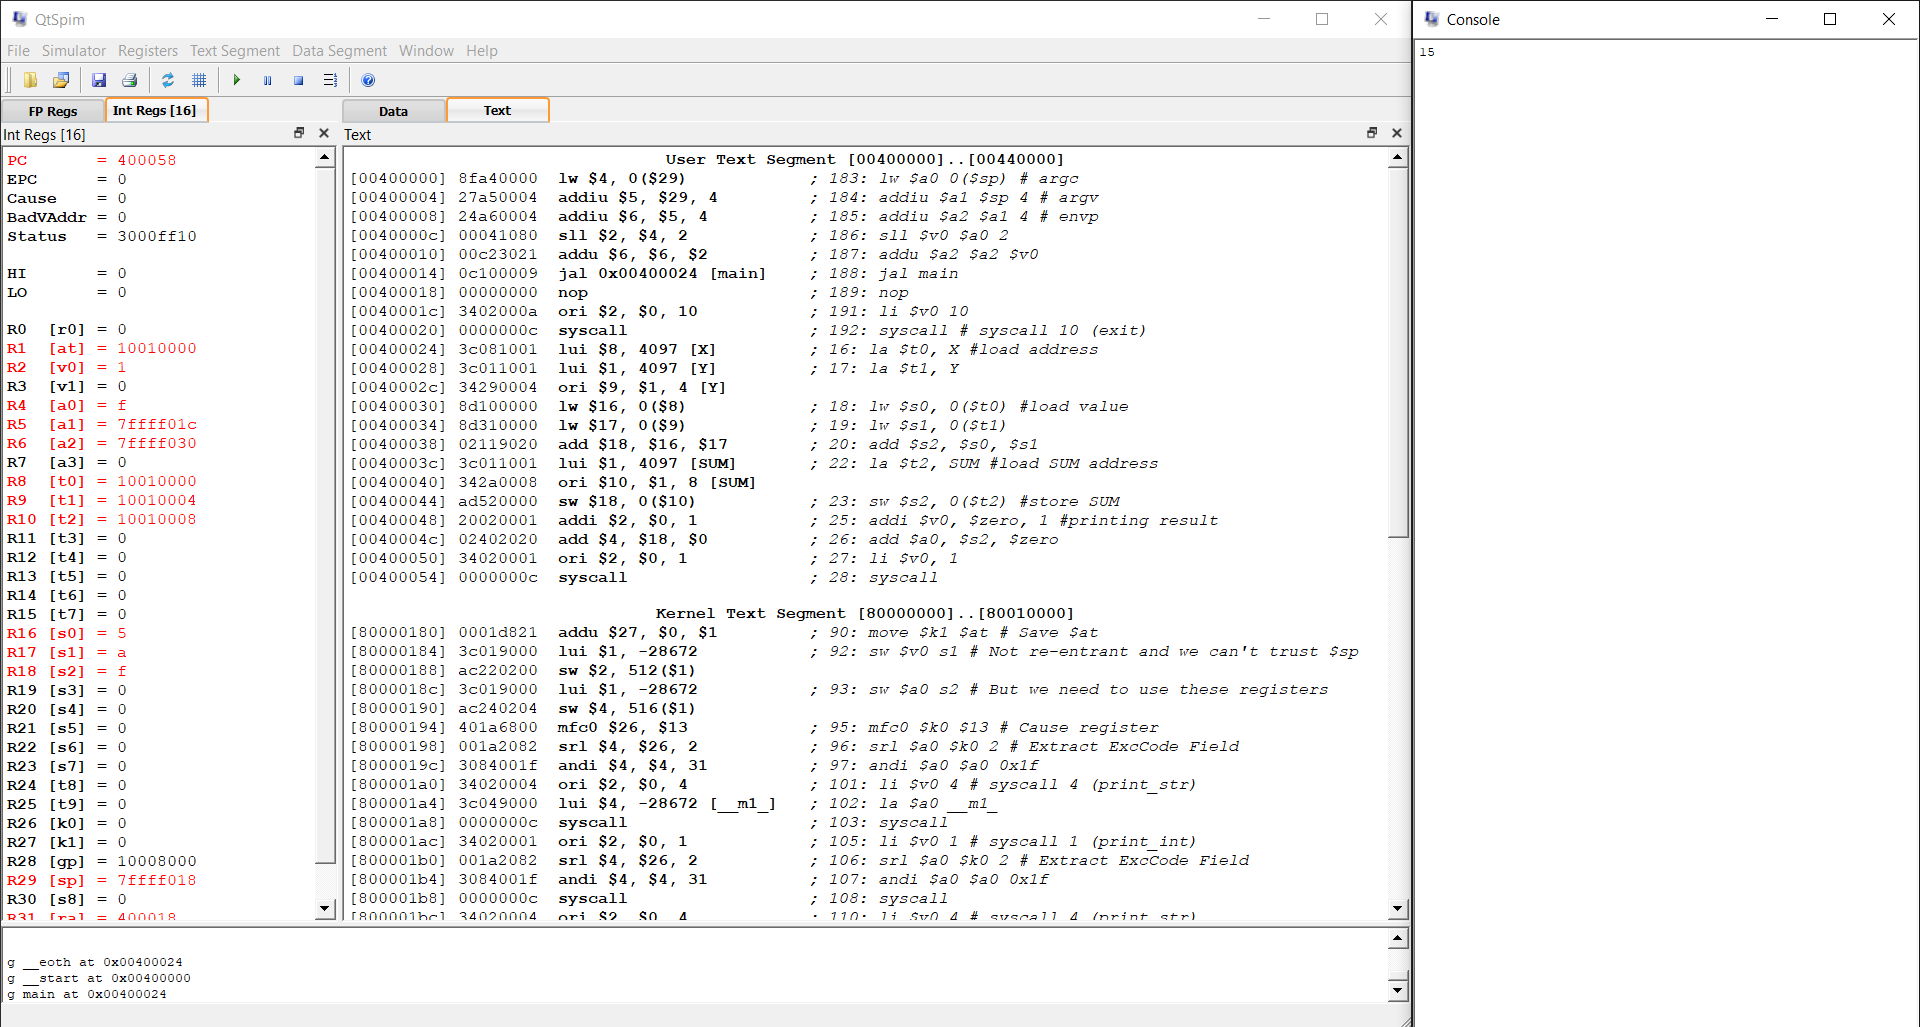 QtSpim
File Simulator Registers Text Segment Data Segment Window Help
FP Regs Int Regs [16]
Int Regs [16]
PC = 400058
EPC = 0
Cause = 0
BadVAddr = 0
Status = 3000ff10
HI = 0
LO = 0
R0 [r0] = 0
R1 [at] = 10010000
R2 [v0] = 1
R3 [v1] = 0
R4 [a0] = f
R5 [a1] = 7ffff01c
R6 [a2] = 7ffff030
R7 [a3] = 0
R8 [t0] = 10010000
R9 [t1] = 10010004
R10 [t2] = 10010008
R11 [t3] = 0
R12 [t4] = 0
R13 [t5] = 0
R14 [t6] = 0
R15 [t7] = 0
R16 [s0] = 5
R17 [s1] = a
R18 [s2] = f
R19 [s3] = 0
R20 [s4] = 0
R21 [s5] = 0
R22 [s6] = 0
R23 [s7] = 0
R24 [t8] = 0
R25 [t9] = 0
R26 [k0] = 0
R27 [k1] = 0
R28 [gp] = 10008000
R29 [sp] = 7ffff018
R30 [s8] = 0
R31 [ra] = 400018
Data Text
Text
User Text Segment [00400000]..[00440000]
[00400000] 8fa40000 lw $4, 0($29) ; 183: lw $a0 0($sp) # argc
[00400004] 27a50004 addiu $5, $29, 4 ; 184: addiu $a1 $sp 4 # argv
[00400008] 24a60004 addiu $6, $5, 4 ; 185: addiu $a2 $a1 4 # envp
[0040000c] 00041080 sll $2, $4, 2 ; 186: sll $v0 $a0 2
[00400010] 00c23021 addu $6, $6, $2 ; 187: addu $a2 $a2 $v0
[00400014] 0c100009 jal 0x00400024 [main] ; 188: jal main
[00400018] 00000000 nop ; 189: nop
[0040001c] 3402000a ori $2, $0, 10 ; 191: li $v0 10
[00400020] 0000000c syscall ; 192: syscall # syscall 10 (exit)
[00400024] 3c081001 lui $8, 4097 [X] ; 16: la $t0, X #load address
[00400028] 3c011001 lui $1, 4097 [Y] ; 17: la $t1, Y
[0040002c] 34290004 ori $9, $1, 4 [Y]
[00400030] 8d100000 lw $16, 0($8) ; 18: lw $s0, 0($t0) #load value
[00400034] 8d310000 lw $17, 0($9) ; 19: lw $s1, 0($t1)
[00400038] 02119020 add $18, $16, $17 ; 20: add $s2, $s0, $s1
[0040003c] 3c011001 lui $1, 4097 [SUM] ; 22: la $t2, SUM #load SUM address
[00400040] 342a0008 ori $10, $1, 8 [SUM]
[00400044] ad520000 sw $18, 0($10) ; 23: sw $s2, 0($t2) #store SUM
[00400048] 20020001 addi $2, $0, 1 ; 25: addi $v0, $zero, 1 #printing result
[0040004c] 02402020 add $4, $18, $0 ; 26: add $a0, $s2, $zero
[00400050] 34020001 ori $2, $0, 1 ; 27: li $v0, 1
[00400054] 0000000c syscall ; 28: syscall
Kernel Text Segment [80000000]..[80010000]
[80000180] 0001d821 addu $27, $0, $1 ; 90: move $k1 $at # Save $at
[80000184] 3c019000 lui $1, -28672 ; 92: sw $v0 s1 # Not re-entrant and we can't trust $sp
[80000188] ac220200 sw $2, 512($1)
[8000018c] 3c019000 lui $1, -28672 ; 93: sw $a0 s2 # But we need to use these registers
[80000190] ac240204 sw $4, 516($1)
[80000194] 401a6800 mfc0 $26, $13 ; 95: mfc0 $k0 $13 # Cause register
[80000198] 001a2082 srl $4, $26, 2 ; 96: srl $a0 $k0 2 # Extract ExcCode Field
[8000019c] 3084001f andi $4, $4, 31 ; 97: andi $a0 $a0 0x1f
[800001a0] 34020004 ori $2, $0, 4 ; 101: li $v0 4 # syscall 4 (print_str)
[800001a4] 3c049000 lui $4, -28672 [__m1_] ; 102: la $a0 __m1_
[800001a8] 0000000c syscall ; 103: syscall
[800001ac] 34020001 ori $2, $0, 1 ; 105: li $v0 1 # syscall 1 (print_int)
[800001b0] 001a2082 srl $4, $26, 2 ; 106: srl $a0 $k0 2 # Extract ExcCode Field
[800001b4] 3084001f andi $4, $4, 31 ; 107: andi $a0 $a0 0x1f
[800001b8] 0000000c syscall ; 108: syscall
[800001bc] 34020004 ori $2, $0, 4 ; 110: li $v0 4 # syscall 4 (print_str)
g __eoth at 0x00400024
g __start at 0x00400000
g main at 0x00400024
Console
15